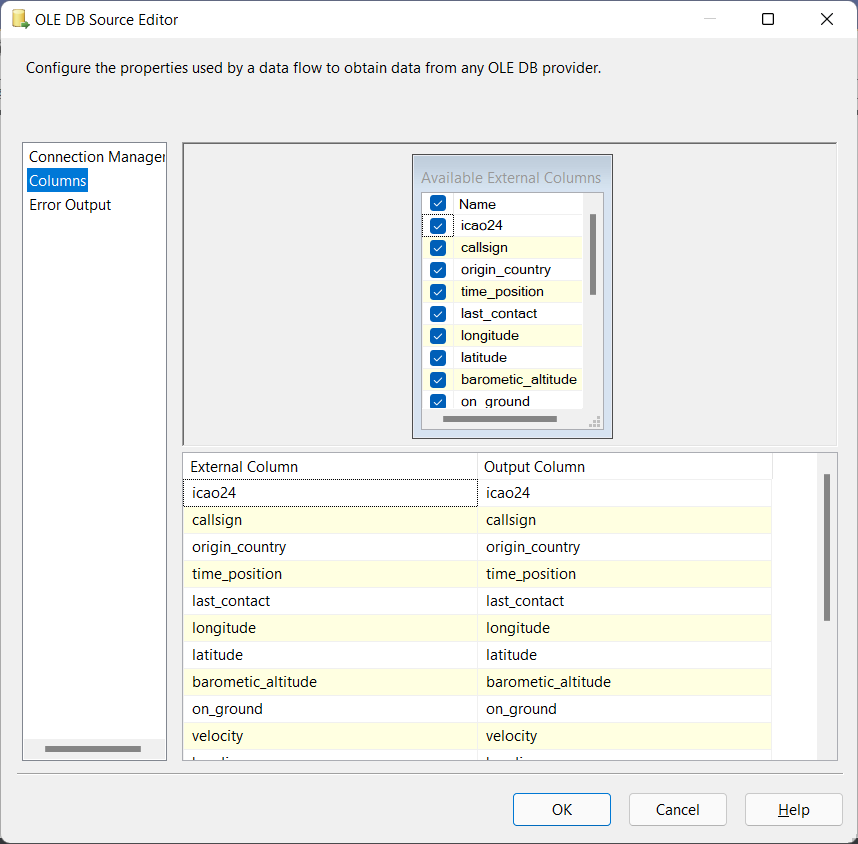 OLE DB Source Editor
Configure the properties used by a data flow to obtain data from any OLE DB provider.
Connection Manager
Columns
Error Output
Available External Columns
Name
icao24
callsign
origin_country
time_position
last_contact
longitude
latitude
barometic_altitude
on_ground
External Column Output Column
icao24 icao24
callsign callsign
origin_country origin_country
time_position time_position
last_contact last_contact
longitude longitude
latitude latitude
barometic_altitude barometic_altitude
on_ground on_ground
velocity velocity
OK Cancel Help